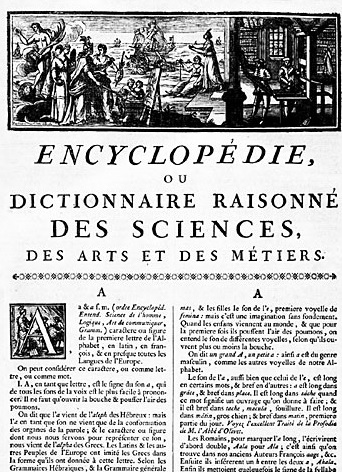 ENCYCLOPÉDIE,
OU
DICTIONNAIRE RAISONNÉ
DES SCIENCES,
DES ARTS ET DES MÉTIERS.
A
a & a s. m. (ordre Encyclopéd.
Entend. Science de l'homme,
Logique, Art de communiquer,
Gramm.) caractere ou figure
de la premiere lettre de l'Al-
phabet, en latin, en fran-
çois, & en presque toutes les
Langues de l'Europe.
On peut considérer ce caractere, ou comme let-
tre, ou comme mot.
I. A, en tant que lettre, est le signe du son a, qui
de tous les sons de la voix, est le plus facile à pronon-
cer. Il ne faut qu'ouvrir la bouche & pousser l'air des
poumons.
On dit que l'a vient de l'aleph des Hébreux : mais
l'a en tant que son ne vient que de la conformation
des organes de la parole ; & le caractere ou figure
dont nous nous servons pour représenter ce son,
nous vient de l'alpha des Grecs. Les Latins & les au-
tres Peuples de l'Europe ont imité les Grecs dans
la forme qu'ils ont donnée à cette lettre. Selon les
Grammaires Hébraïques, & la Grammaire générale
A
mas, & les filles le son de l'e, premiere voyelle de
femina : mais c'est une imagination sans fondement.
Quand les enfans viennent au monde, & que pour
la premiere fois ils poussent l'air des poumons, on
entend le son de différentes voyelles, selon qu'ils ou-
vrent plus ou moins la bouche.
On dit un grand A, un petit a : ainsi a est du genre
masculin, comme les autres voyelles de notre Al-
phabet.
Le son de l'a, aussi bien que celui de l'e, est long
en certains mots, & bref en d'autres : a est long dans
grâce, & bref dans place. Il est long dans tâche quand
ce mot signifie un ouvrage qu'on donne à faire ; &
il est bref dans tache, macula, souillure. Il est long
dans mâtin, gros chien ; & bref dans matin, premiere
partie du jour. Voyez l'excellent Traité de la Prosodie
de M. l'Abbé d'Olivet.
Les Romains, pour marquer l'a long, l'écrivirent
d'abord double, Aala pour Ala ; c'est ainsi qu'on
trouve dans nos anciens Auteurs François aage, &c.
Ensuite ils insérerent un h entre les deux a, Ahala.
Enfin ils mettoient quelquefois le signe de la syllabe